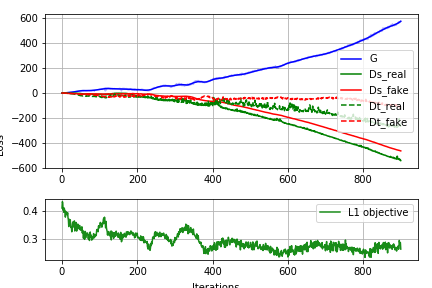 600
400
200
0
−200
−400
−600
Loss
G
Ds_real
Ds_fake
Dt_real
Dt_fake
0 200 400 600 800
0.4
0.3
L1 objective
0 200 400 600 800
Iterations